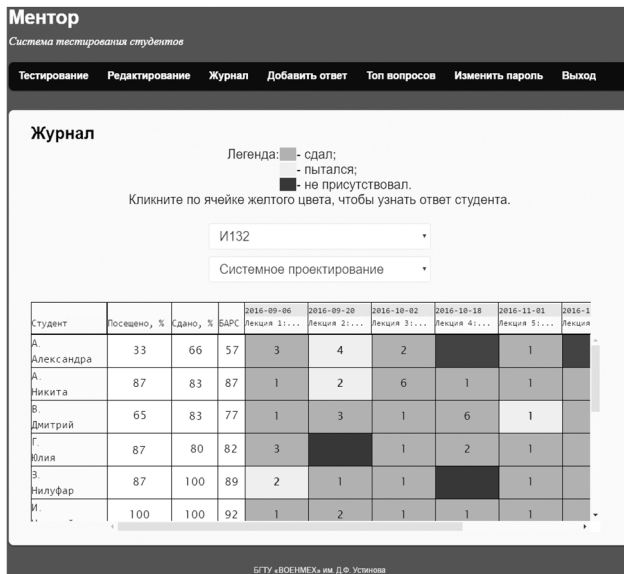 Ментор
Система тестирования студентов
Тестирование Редактирование Журнал Добавить ответ Топ вопросов Изменить пароль Выход
Журнал
Легенда: - сдал;
- пытался;
- не присутствовал.
Кликните по ячейке желтого цвета, чтобы узнать ответ студента.
И132
Системное проектирование
2016-09-06 2016-09-20 2016-10-02 2016-10-18 2016-11-01 2016-1
Студент Посещено, % Сдано, % БАРС Лекция 1:... Лекция 2:... Лекция 3:... Лекция 4:... Лекция 5:... Лекция
А.
Александра 33 66 57 3 4 2 1
А.
Никита 87 83 87 1 2 6 1 1
В.
Дмитрий 65 83 77 1 3 1 6 1
Г.
Юлия 87 80 82 3 1 2 1
З.
Нилуфар 87 100 89 2 1 1 1
И.
100 100 92 1 2 1 1 1
БГТУ «ВОЕНМЕХ» им. Д.Ф. Устинова